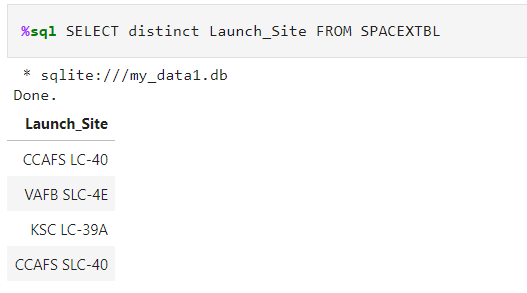 %sql SELECT distinct Launch_Site FROM SPACEXTBL
* sqlite:///my_data1.db
Done.
Launch_Site
CCAFS LC-40
VAFB SLC-4E
KSC LC-39A
CCAFS SLC-40